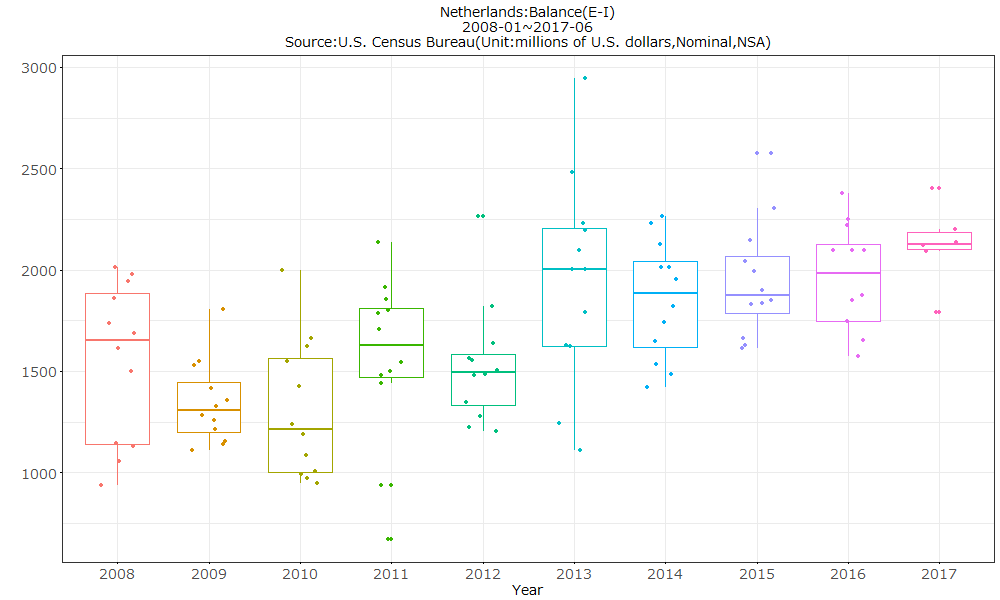 Netherlands:Balance(E-I)
2008-01~2017-06
Source:U.S. Census Bureau(Unit:millions of U.S. dollars,Nominal,NSA)
3000
2500
2000
1500
1000
2008 2009 2010 2011 2012 2013 2014 2015 2016 2017
Year